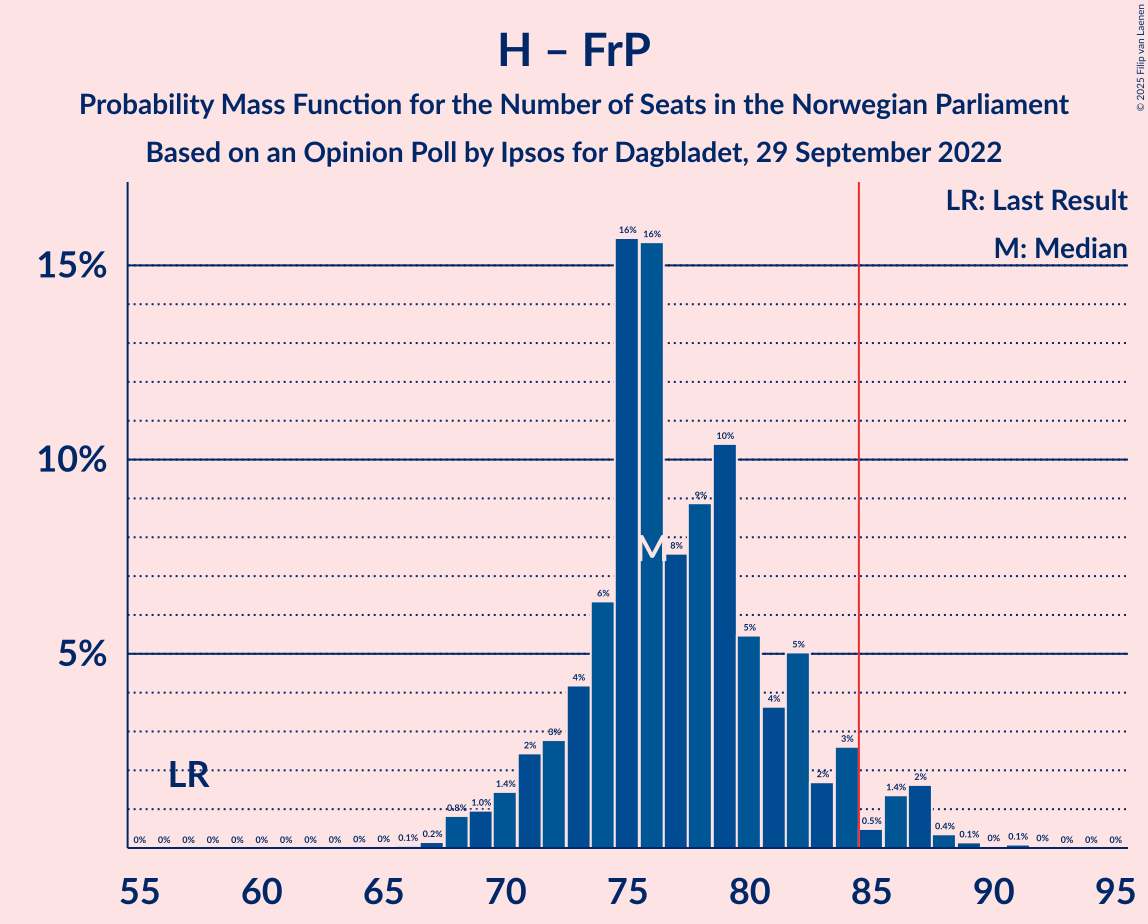 H – FrP
Probability Mass Function for the Number of Seats in the Norwegian Parliament
Based on an Opinion Poll by Ipsos for Dagbladet, 29 September 2022
© 2025 Filip van Laenen
LR: Last Result
M: Median
15%
10%
5%
LR
M
0% 0% 0% 0% 0% 0% 0% 0% 0% 0% 0% 0.1% 0.2% 0.8% 1.0% 1.4% 2% 3% 4% 6% 16% 16% 8% 9% 10% 5% 4% 5% 2% 3% 0.5% 1.4% 2% 0.4% 0.1% 0% 0.1% 0% 0% 0% 0%
55 60 65 70 75 80 85 90 95